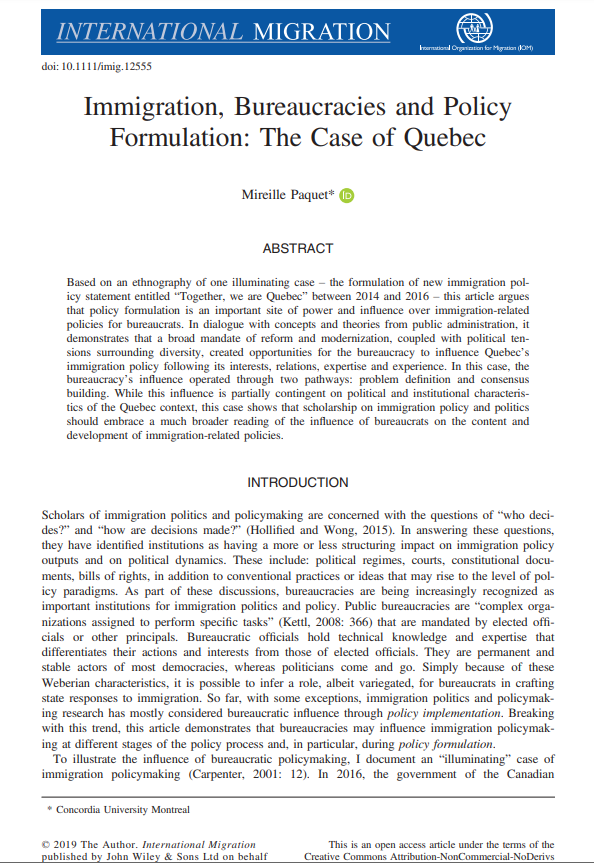 INTERNATIONAL MIGRATION
International Organization for Migration (IOM)
doi: 10.1111/imig.12555
Immigration, Bureaucracies and Policy
Formulation: The Case of Quebec
Mireille Paquet* iD
ABSTRACT
Based on an ethnography of one illuminating case – the formulation of new immigration pol-
icy statement entitled “Together, we are Quebec” between 2014 and 2016 – this article argues
that policy formulation is an important site of power and influence over immigration-related
policies for bureaucrats. In dialogue with concepts and theories from public administration, it
demonstrates that a broad mandate of reform and modernization, coupled with political ten-
sions surrounding diversity, created opportunities for the bureaucracy to influence Quebec’s
immigration policy following its interests, relations, expertise and experience. In this case, the
bureaucracy’s influence operated through two pathways: problem definition and consensus
building. While this influence is partially contingent on political and institutional characteris-
tics of the Quebec context, this case shows that scholarship on immigration policy and politics
should embrace a much broader reading of the influence of bureaucrats on the content and
development of immigration-related policies.
INTRODUCTION
Scholars of immigration politics and policymaking are concerned with the questions of “who deci-
des?” and “how are decisions made?” (Hollified and Wong, 2015). In answering these questions,
they have identified institutions as having a more or less structuring impact on immigration policy
outputs and on political dynamics. These include: political regimes, courts, constitutional docu-
ments, bills of rights, in addition to conventional practices or ideas that may rise to the level of pol-
icy paradigms. As part of these discussions, bureaucracies are being increasingly recognized as
important institutions for immigration politics and policy. Public bureaucracies are “complex orga-
nizations assigned to perform specific tasks” (Kettl, 2008: 366) that are mandated by elected offi-
cials or other principals. Bureaucratic officials hold technical knowledge and expertise that
differentiates their actions and interests from those of elected officials. They are permanent and
stable actors of most democracies, whereas politicians come and go. Simply because of these
Weberian characteristics, it is possible to infer a role, albeit variegated, for bureaucrats in crafting
state responses to immigration. So far, with some exceptions, immigration politics and policymak-
ing research has mostly considered bureaucratic influence through policy implementation. Breaking
with this trend, this article demonstrates that bureaucracies may influence immigration policymak-
ing at different stages of the policy process and, in particular, during policy formulation.
To illustrate the influence of bureaucratic policymaking, I document an “illuminating” case of
immigration policymaking (Carpenter, 2001: 12). In 2016, the government of the Canadian
* Concordia University Montreal
© 2019 The Author. International Migration
published by John Wiley & Sons Ltd on behalf
This is an open access article under the terms of the
Creative Commons Attribution-NonCommercial-NoDerivs